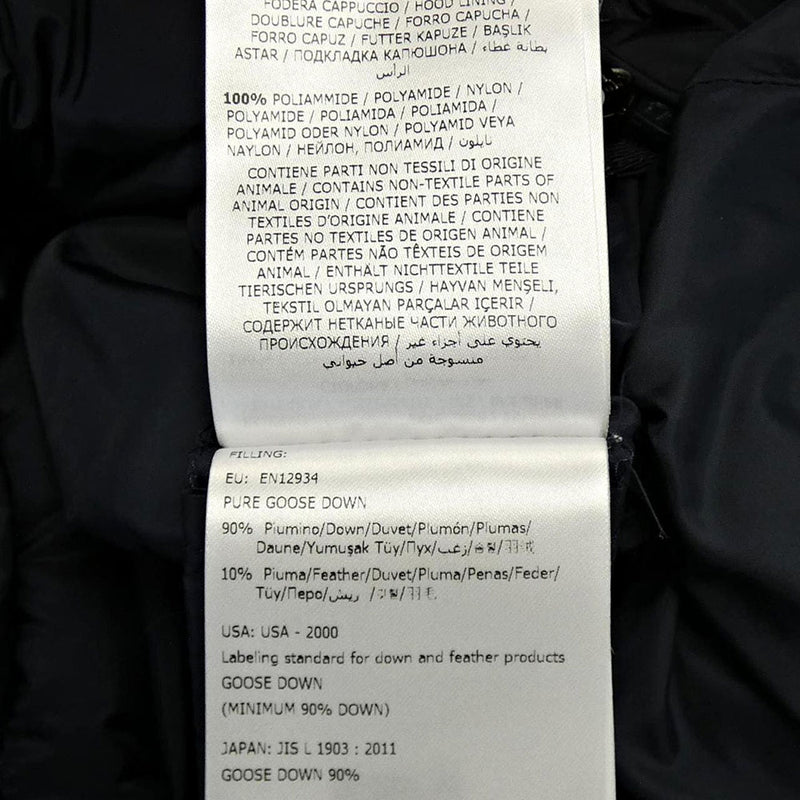 FODERA CAPPUCCIO / HOOD LINING /
DOUBLURE CAPUCHE / FORRO CAPUCHA /
FORRO CAPUZ / FUTTER KAPUZE / BAŞLIK
ASTAR / ПОДКЛАДКА КАПЮШОНА / بطانة غطاء
الرأس
100% POLIAMMIDE / POLYAMIDE / NYLON /
POLYAMIDE / POLIAMIDA / POLIAMIDA /
POLYAMID ODER NYLON / POLYAMID VEYA
NAYLON / НЕЙЛОН, ПОЛИАМИД / نايلون
CONTIENE PARTI NON TESSILI DI ORIGINE
ANIMALE / CONTAINS NON-TEXTILE PARTS OF
ANIMAL ORIGIN / CONTIENT DES PARTIES NON
TEXTILES D'ORIGINE ANIMALE / CONTIENE
PARTES NO TEXTILES DE ORIGEN ANIMAL /
CONTÉM PARTES NÃO TÊXTEIS DE ORIGEM
ANIMAL / ENTHÄLT NICHTTEXTILE TEILE
TIERISCHEN URSPRUNGS / HAYVAN MENŞELİ,
TEKSTIL OLMAYAN PARÇALAR IÇERIR /
СОДЕРЖИТ НЕТКАНЫЕ ЧАСТИ ЖИВОТНОГО
ПРОИСХОЖДЕНИЯ / يحتوي على أجزاء غير
منسوجة من أصل حيواني
FILLING:
EU: EN12934
PURE GOOSE DOWN
90% Piumino/Down/Duvet/Plumón/Plumas/
Daune/Yumuşak Tüy/Пух/زغب/
10% Piuma/Feather/Duvet/Pluma/Penas/Feder/
Tüy/Перо/ريش /
USA: USA - 2000
Labeling standard for down and feather products
GOOSE DOWN
(MINIMUM 90% DOWN)
JAPAN: JIS L 1903 : 2011
GOOSE DOWN 90%